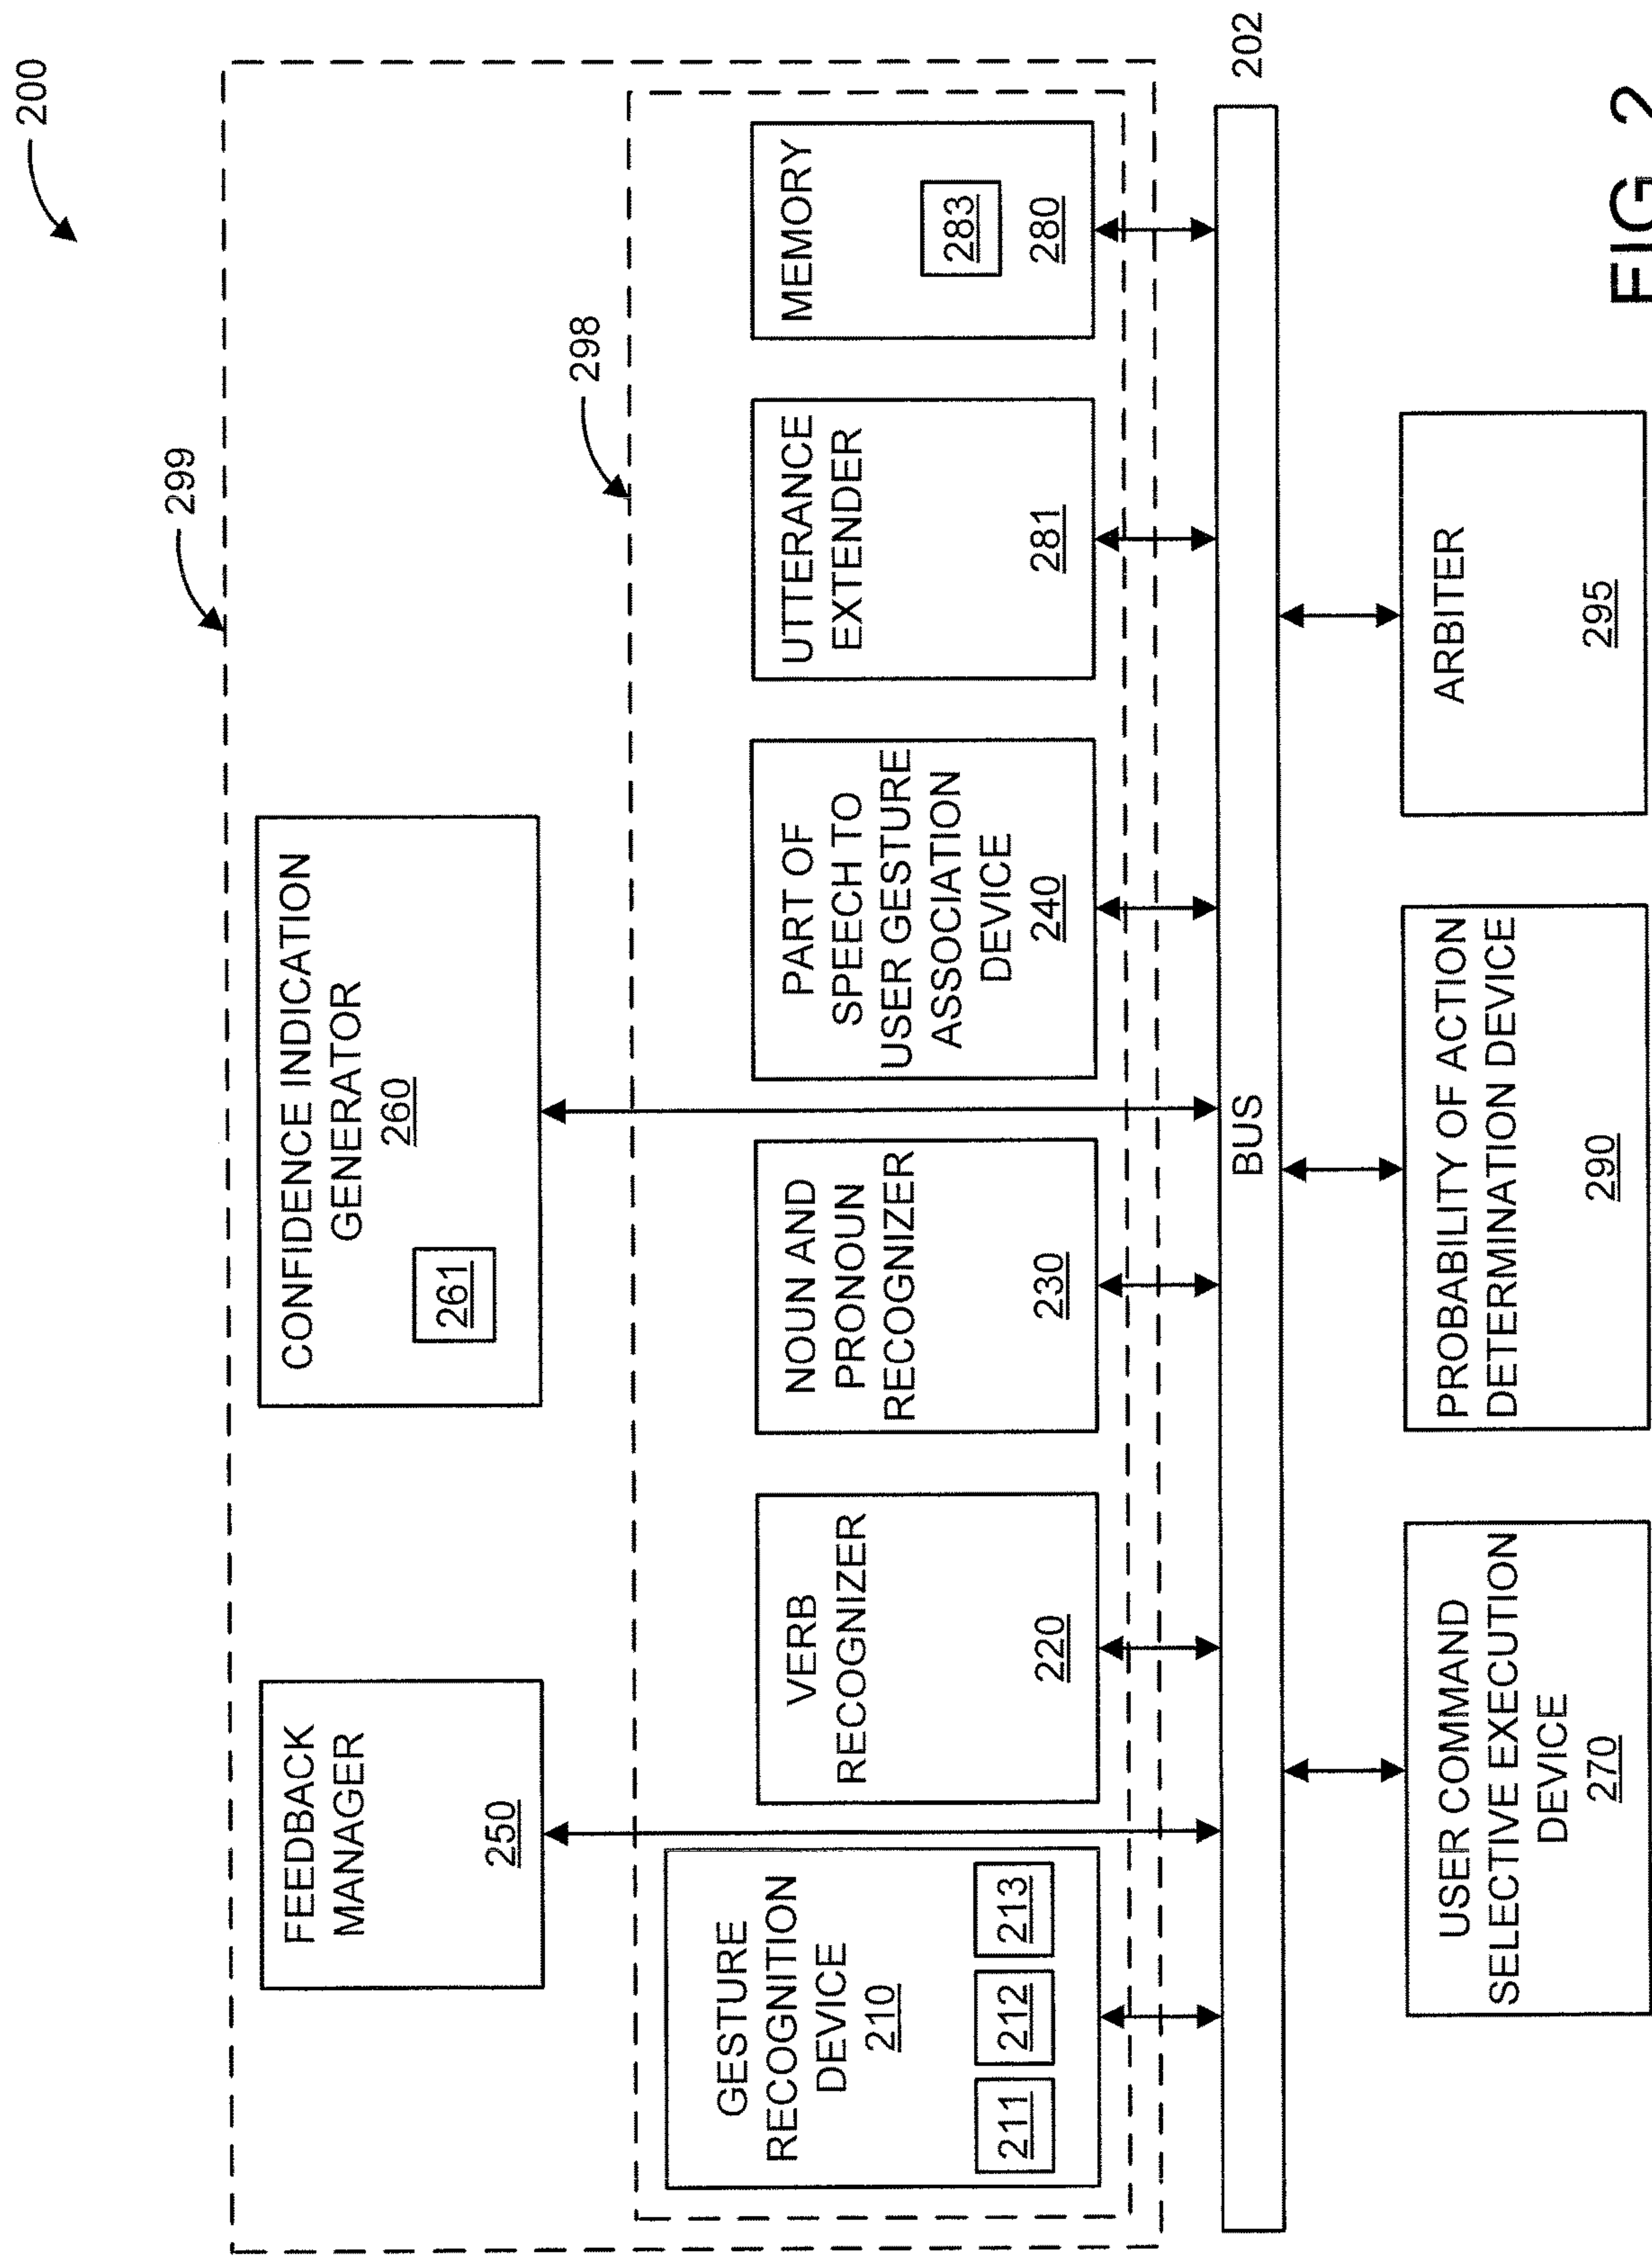 200
299
FEEDBACK
MANAGER
250
CONFIDENCE INDICATION
GENERATOR
260
261
298
GESTURE
RECOGNITION
DEVICE
210
211
212
213
VERB
RECOGNIZER
220
NOUN AND
PRONOUN
RECOGNIZER
230
PART OF
SPEECH TO
USER GESTURE
ASSOCIATION
DEVICE
240
UTTERANCE
EXTENDER
281
MEMORY
283
280
BUS
202
USER COMMAND
SELECTIVE EXECUTION
DEVICE
270
PROBABILITY OF ACTION
DETERMINATION DEVICE
290
ARBITER
295
FIG. 2